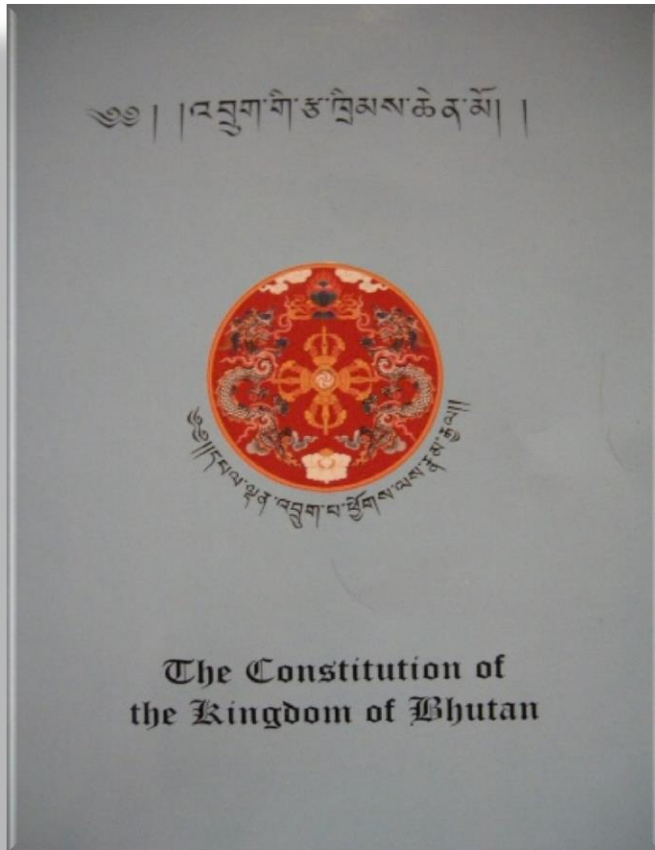 ༄༅། །འབྲུག་གི་རྩ་ཁྲིམས་ཆེན་མོ། །
༄༅།།དཔལ་ལྡན་འབྲུག་པ་ཕྱོགས་ལས་རྣམ་རྒྱལ།།
The Constitution of
the Kingdom of Bhutan